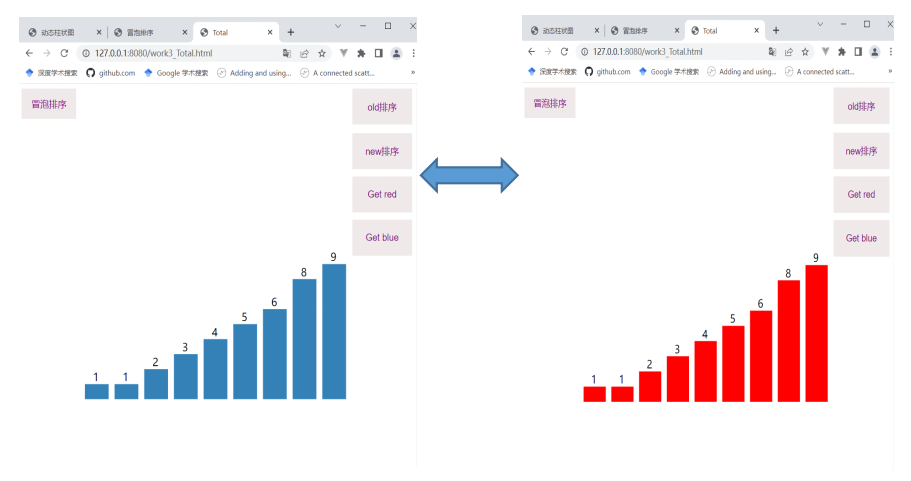 动态柱状图 冒泡排序 Total
127.0.0.1:8080/work3_Total.html
深度学术搜索 github.com Google 学术搜索 Adding and using... A connected scatt... »
冒泡排序
old排序
new排序
Get red
Get blue
1 1 2 3 4 5 6 8 9
动态柱状图 冒泡排序 Total
127.0.0.1:8080/work3_Total.html
深度学术搜索 github.com Google 学术搜索 Adding and using... A connected scatt... »
冒泡排序
old排序
new排序
Get red
Get blue
1 1 2 3 4 5 6 8 9